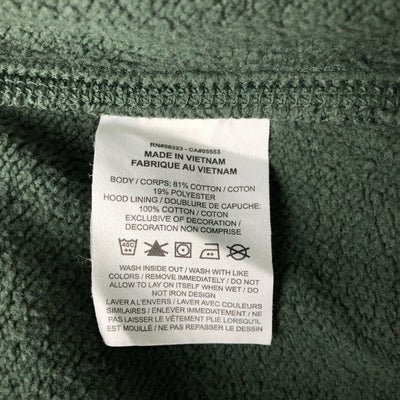 RN#56323 - CA#05553
MADE IN VIETNAM
FABRIQUE AU VIETNAM
BODY / CORPS: 81% COTTON / COTON
19% POLYESTER
HOOD LINING / DOUBLURE DE CAPUCHE:
100% COTTON / COTON
EXCLUSIVE OF DECORATION /
DECORATION NON COMPRISE
40C
WASH INSIDE OUT / WASH WITH LIKE
COLORS / REMOVE IMMEDIATELY / DO NOT
ALLOW TO LAY ON ITSELF WHEN WET / DO
NOT IRON DESIGN
LAVER A L'ENVERS / LAVER AVEC COULEURS
SIMILAIRES / ENLEVER IMMEDIATEMENT / NE
PAS LAISSER LE VÊTEMENT PLIE LORSQU'IL
EST MOUILLÉ / NE PAS REPASSER LE DESSIN